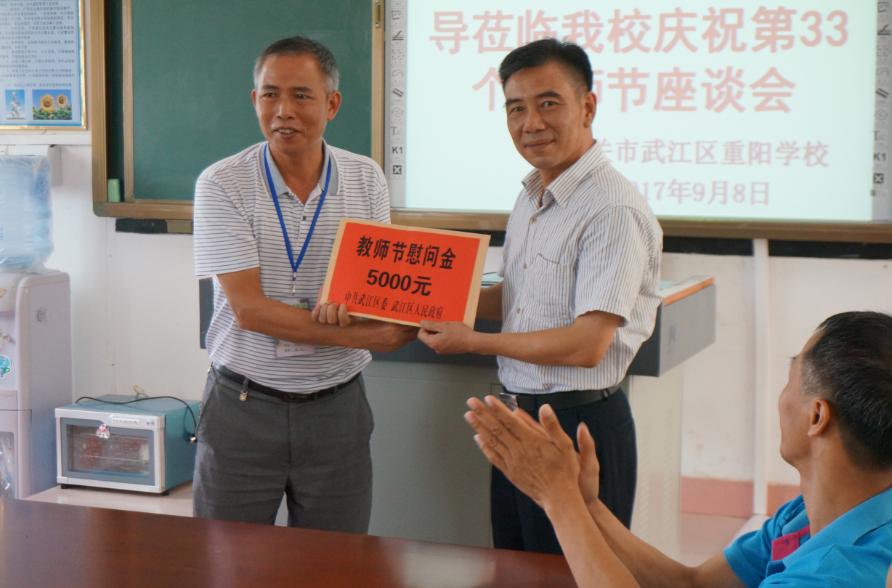 导莅临我校庆祝第33
节座谈会
市武江区重阳学校
17年9月8日
T
K1
T
K1
教师节慰问金
5000元
中共武江区委 武江区人民政府